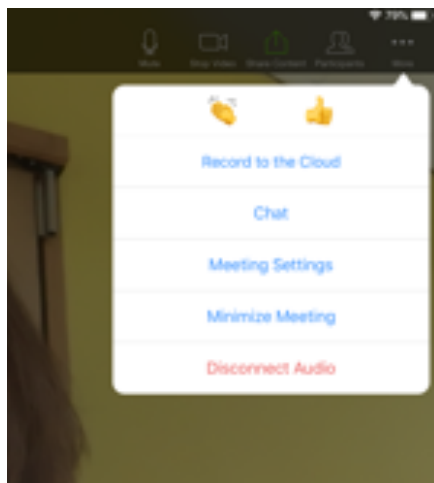 79%
Mute Stop Video Share Content Participants More
Record to the Cloud
Chat
Meeting Settings
Minimize Meeting
Disconnect Audio